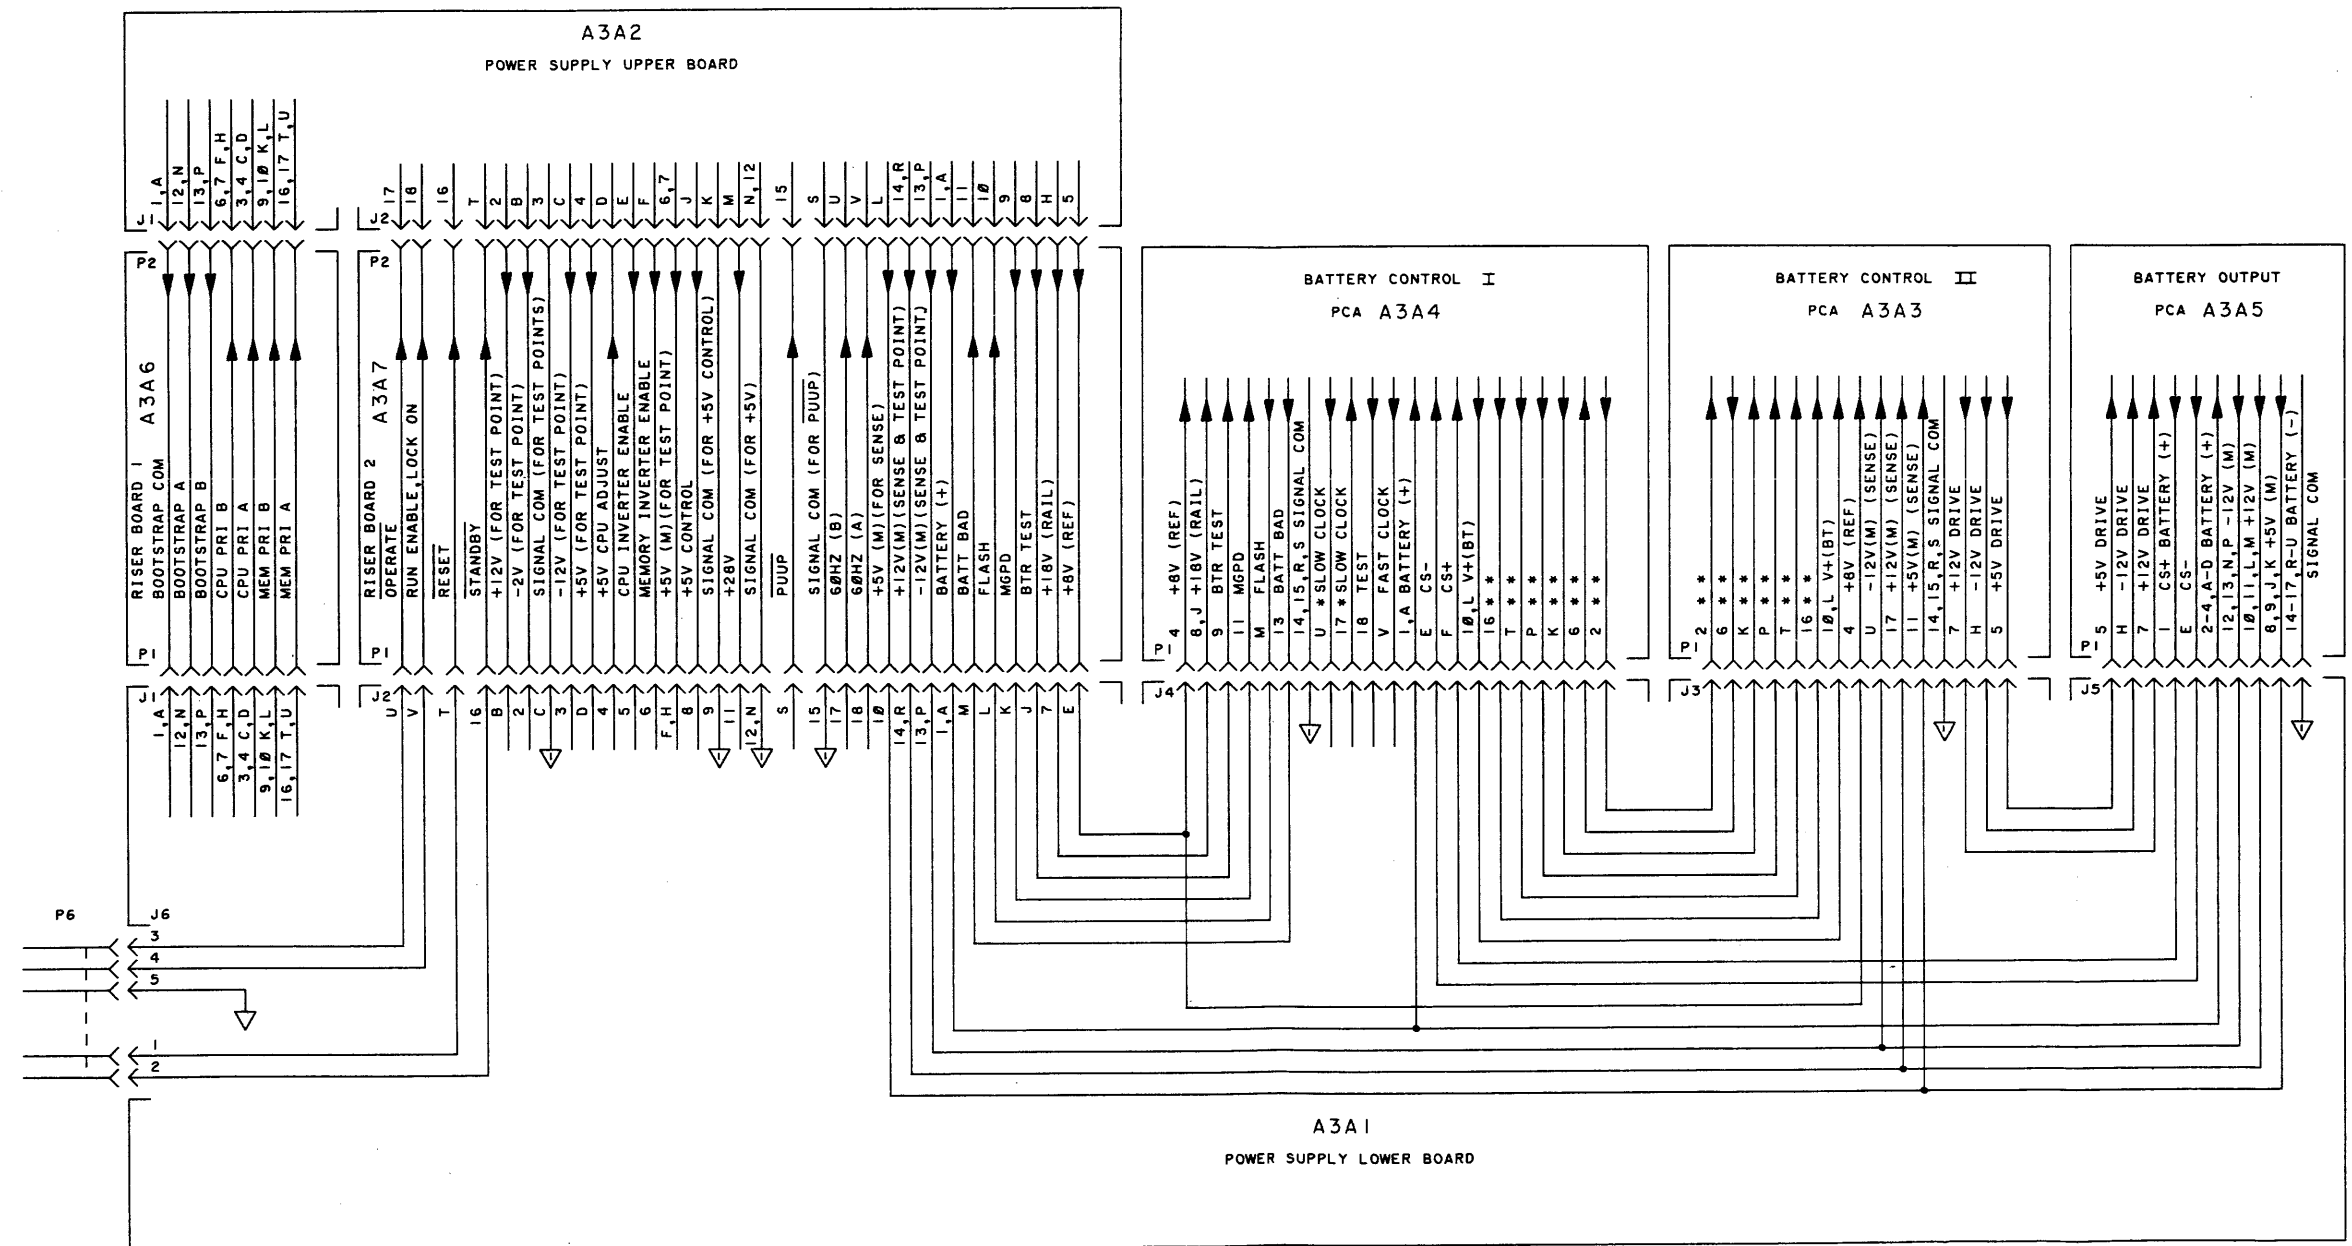 A3A2
POWER SUPPLY UPPER BOARD
J1
1,A
12,N
13,P
6,7 F,H
3,4 C,D
9,10 K,L
16,17 T,U
J2
17
18
16
T
2
B
3
C
4
D
E
F
6,7
J
K
M
N,12
15
S
U
V
L
14,R
13,P
1,A
11
10
9
8
H
5
P2
A3A6
RISER BOARD 1
BOOTSTRAP COM
BOOTSTRAP A
BOOTSTRAP B
CPU PRI B
CPU PRI A
MEM PRI B
MEM PRI A
P1
P2
A3A7
RISER BOARD 2
OPERATE
RUN ENABLE,LOCK ON
RESET
STANDBY
+12V (FOR TEST POINT)
-2V (FOR TEST POINT)
SIGNAL COM (FOR TEST POINTS)
-12V (FOR TEST POINT)
+5V (FOR TEST POINT)
+5V CPU ADJUST
CPU INVERTER ENABLE
MEMORY INVERTER ENABLE
+5V (M)(FOR TEST POINT)
+5V CONTROL
SIGNAL COM (FOR +5V CONTROL)
+28V
SIGNAL COM (FOR +5V)
PUUP
SIGNAL COM (FOR PUUP)
60HZ (B)
60HZ (A)
+5V (M)(FOR SENSE)
+12V(M)(SENSE & TEST POINT)
-12V(M)(SENSE & TEST POINT)
BATTERY (+)
BATT BAD
FLASH
MGPD
BTR TEST
+18V (RAIL)
+8V (REF)
P1
BATTERY CONTROL I
PCA A3A4
4 +8V (REF)
8,J +18V (RAIL)
9 BTR TEST
11 MGPD
M FLASH
13 BATT BAD
14,15,R,S SIGNAL COM
U *SLOW CLOCK
17 *SLOW CLOCK
18 TEST
V FAST CLOCK
1,A BATTERY (+)
E CS-
F CS+
10,L V+(BT)
16 * *
T * *
P * *
K * *
6 * *
2 * *
P1
BATTERY CONTROL II
PCA A3A3
2 * *
6 * *
K * *
P * *
T * *
16 * *
10,L V+(BT)
4 +8V (REF)
U -12V(M) (SENSE)
17 +12V(M) (SENSE)
11 +5V(M) (SENSE)
14,15,R,S SIGNAL COM
7 +12V DRIVE
H -12V DRIVE
5 +5V DRIVE
P1
BATTERY OUTPUT
PCA A3A5
5 +5V DRIVE
H -12V DRIVE
7 +12V DRIVE
1 CS+ BATTERY (+)
E CS-
2-4,A-D BATTERY (+)
12,13,N,P -12V (M)
10,11,L,M +12V (M)
8,9,J,K +5V (M)
14-17,R-U BATTERY (-)
SIGNAL COM
P1
J1
1,A
12,N
13,P
6,7 F,H
3,4 C,D
9,10 K,L
16,17 T,U
J2
U
V
T
16
B
2
C
3
D
4
5
6
F,H
8
9
11
12,N
S
15
17
18
10
14,R
13,P
1,A
M
L
K
J
7
E
J4
J3
J5
P6
J6
3
4
5
1
2
A3A1
POWER SUPPLY LOWER BOARD